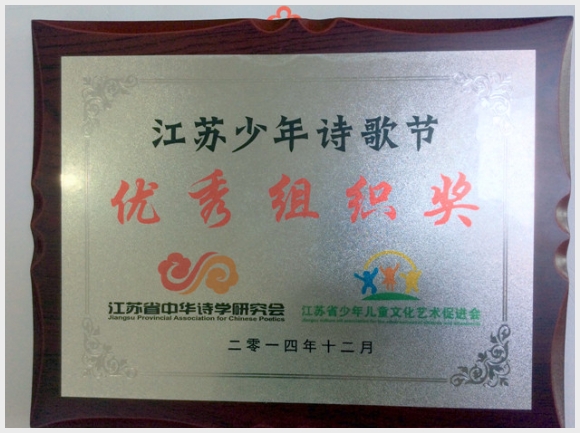 江苏少年诗歌节
优秀组织奖
江苏省中华诗学研究会
Jiangsu Provincial Association for Chinese Poetics
江苏省少年儿童文化艺术促进会
二零一四年十二月